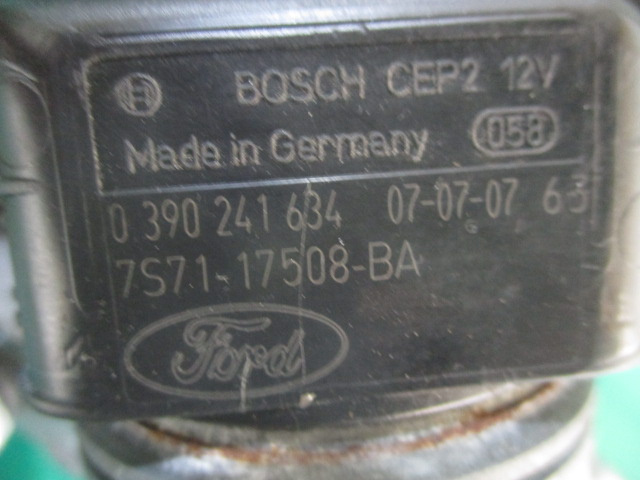 BOSCH CEP2 12V
Made in Germany 058
0 390 241 634 07-07-07 63
7S71-17508-BA
Ford